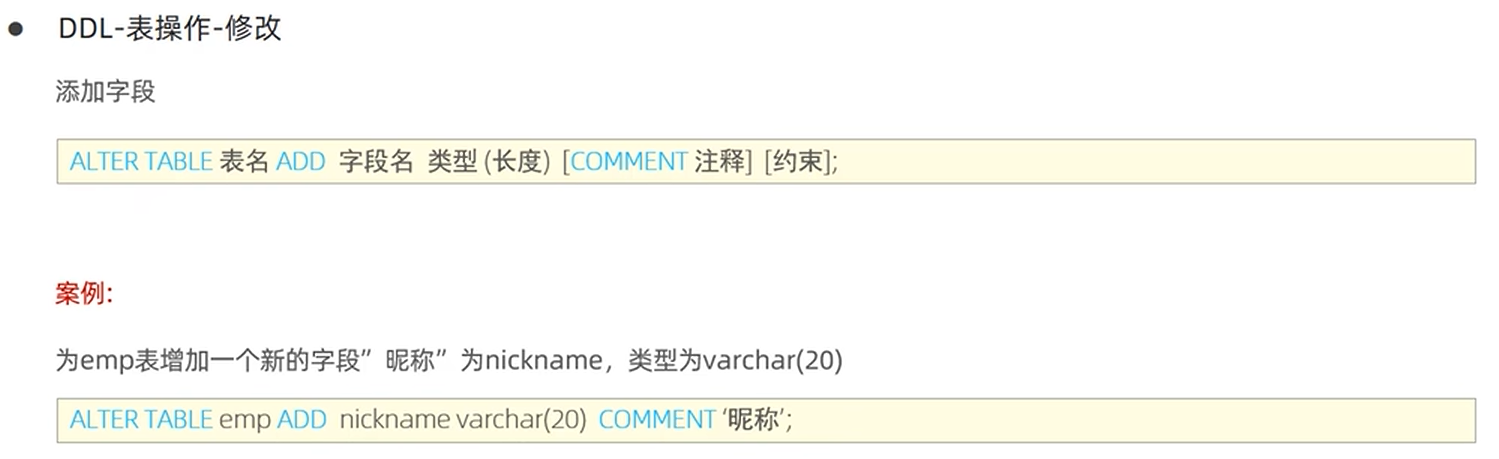 ● DDL-表操作-修改
添加字段
ALTER TABLE 表名 ADD 字段名 类型 (长度) [COMMENT 注释] [约束];
案例:
为emp表增加一个新的字段”昵称”为nickname，类型为varchar(20)
ALTER TABLE emp ADD nickname varchar(20) COMMENT ‘昵称’;